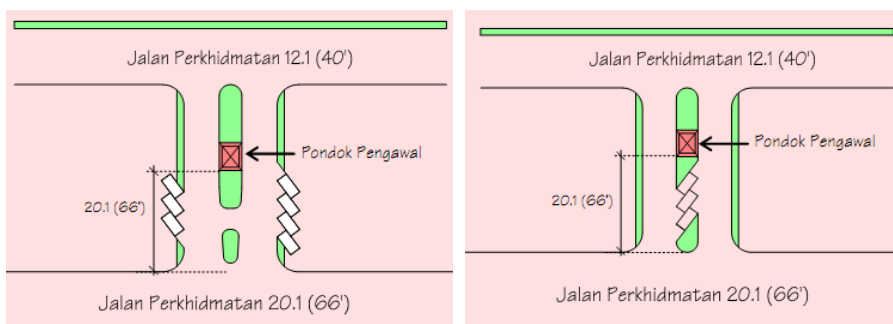 Jalan Perkhidmatan 12.1 (40')
Pondok Pengawal
20.1 (66')
Jalan Perkhidmatan 20.1 (66')
Jalan Perkhidmatan 12.1 (40')
Pondok Pengawal
20.1 (66')
Jalan Perkhidmatan 20.1 (66')